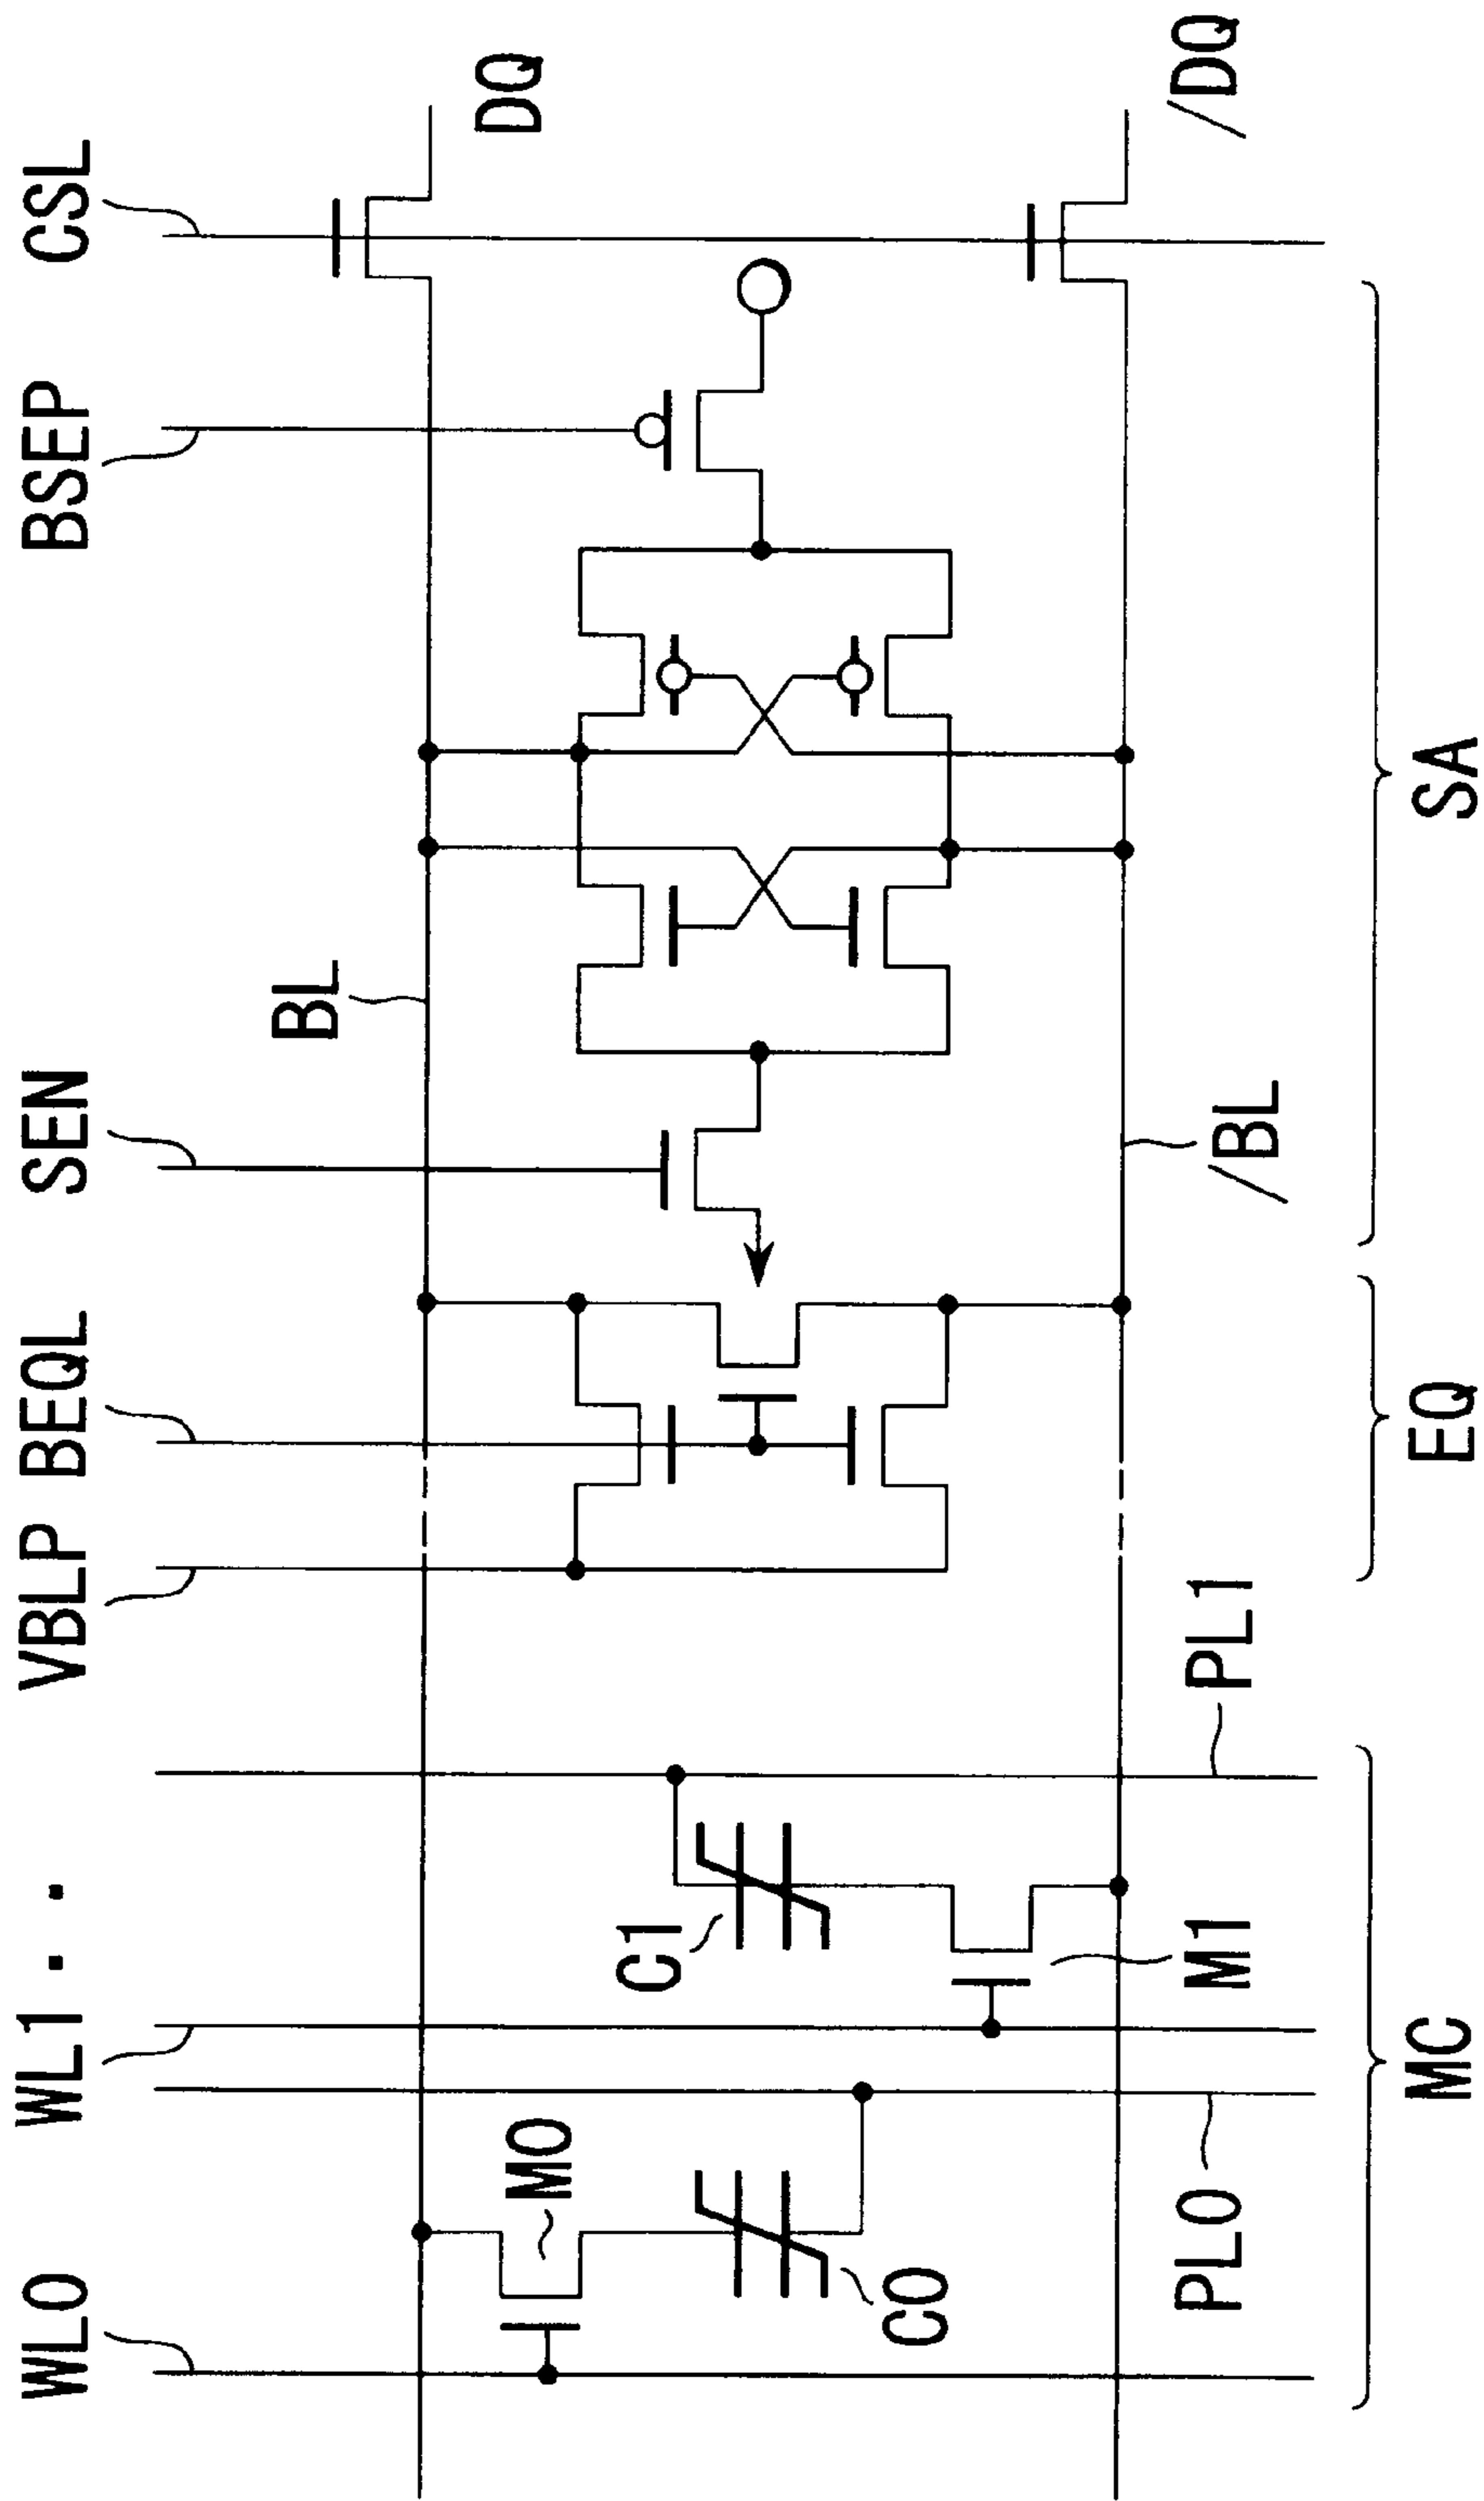 WL0
WL1 . .
VBLP
BEQL
SEN
BSEP
CSL
BL
DQ
M0
C1
C0
PL0
M1
PL1
/BL
/DQ
MC
EQ
SA